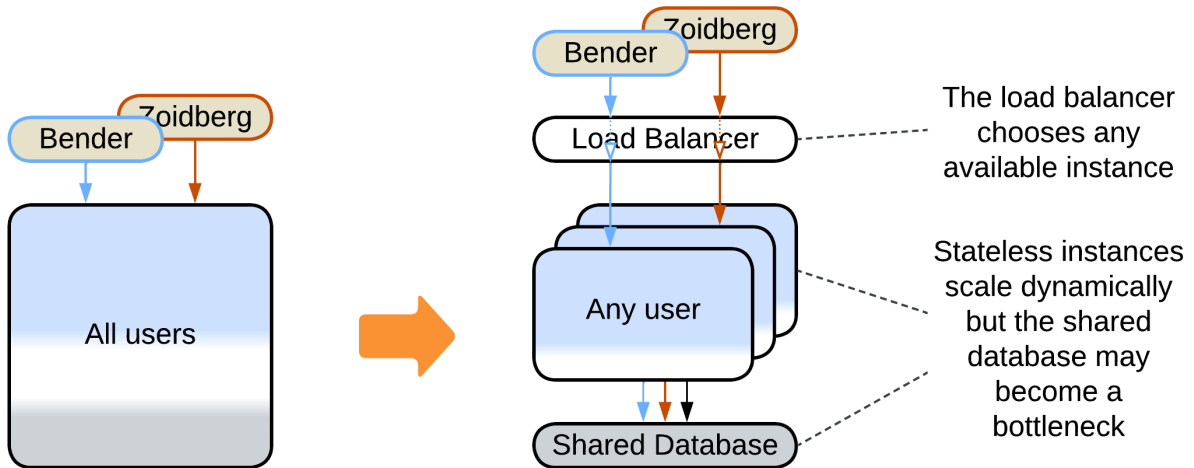 Zoidberg
Bender
All users
Zoidberg
Bender
Load Balancer
Any user
Shared Database
The load balancer
chooses any
available instance
Stateless instances
scale dynamically
but the shared
database may
become a
bottleneck